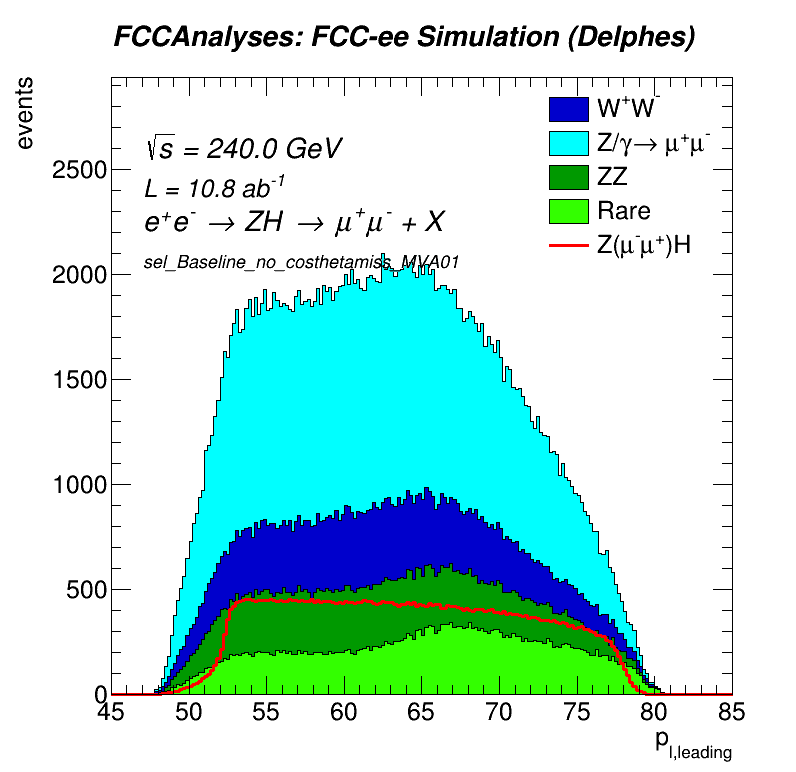 FCCAnalyses: FCC-ee Simulation (Delphes)
events
√s = 240.0 GeV
L = 10.8 ab⁻¹
e⁺e⁻ → ZH → μ⁺μ⁻ + X
sel_Baseline_no_costhetamiss_MVA01
W⁺W⁻
Z/γ→ μ⁺μ⁻
ZZ
Rare
Z(μ⁻μ⁺)H
2500
2000
1500
1000
500
0
45 50 55 60 65 70 75 80 85
p_l,leading